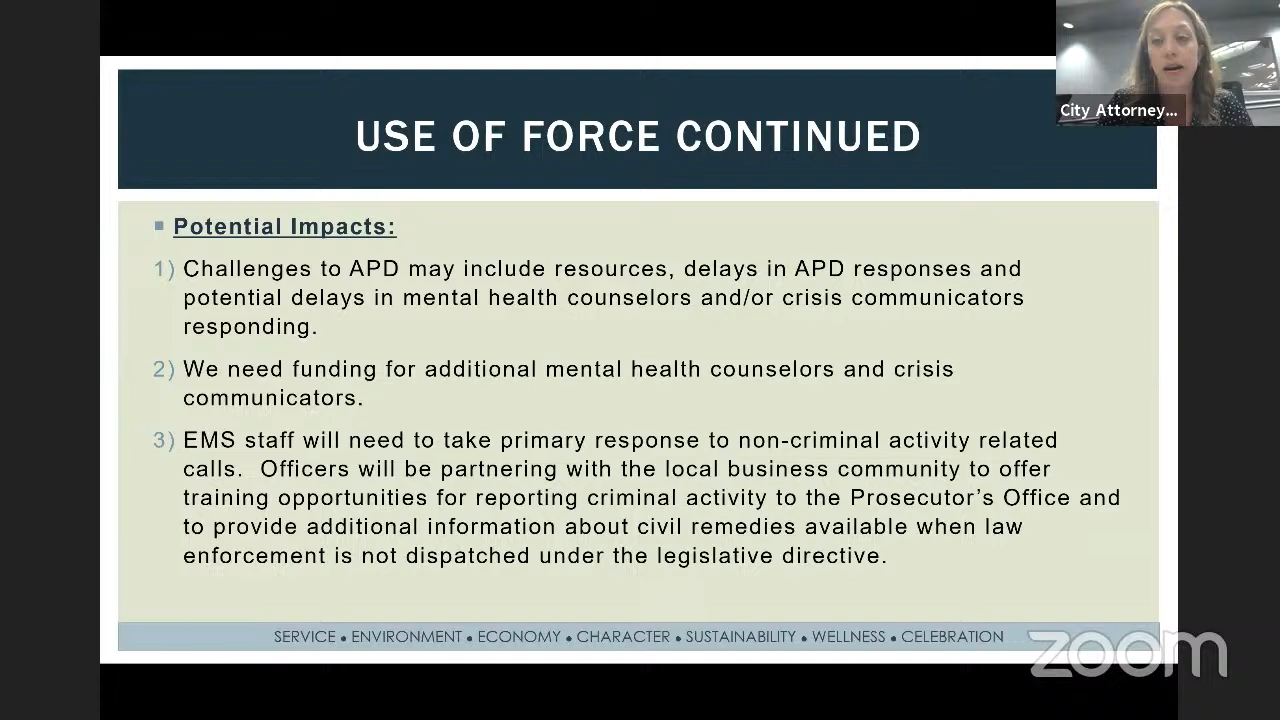 City Attorney...
USE OF FORCE CONTINUED
Potential Impacts:
1) Challenges to APD may include resources, delays in APD responses and
potential delays in mental health counselors and/or crisis communicators
responding.
2) We need funding for additional mental health counselors and crisis
communicators.
3) EMS staff will need to take primary response to non-criminal activity related
calls.  Officers will be partnering with the local business community to offer
training opportunities for reporting criminal activity to the Prosecutor’s Office and
to provide additional information about civil remedies available when law
enforcement is not dispatched under the legislative directive.
SERVICE • ENVIRONMENT • ECONOMY • CHARACTER • SUSTAINABILITY • WELLNESS • CELEBRATION
zoom